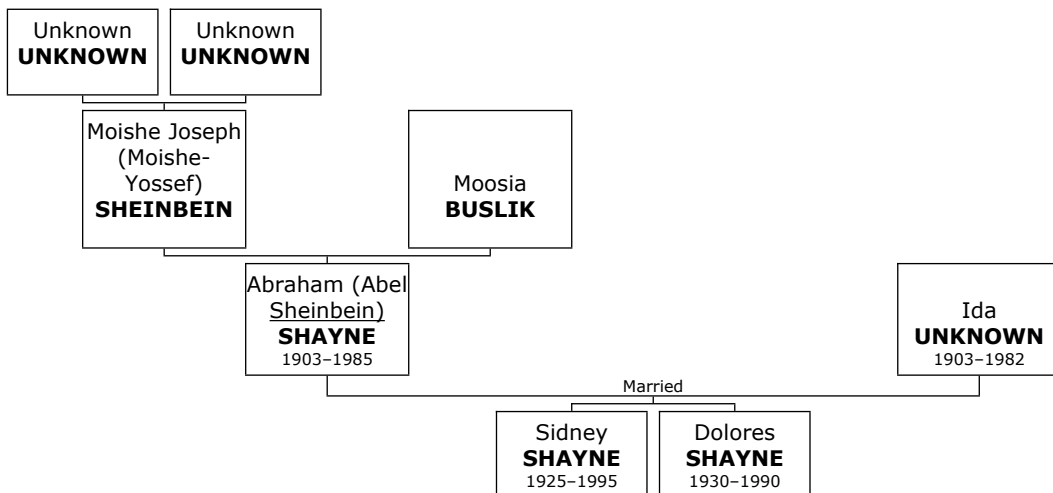 Unknown
UNKNOWN
Unknown
UNKNOWN
Moishe Joseph
(Moishe-
Yossef)
SHEINBEIN
Moosia
BUSLIK
Abraham (Abel
Sheinbein)
SHAYNE
1903–1985
Ida
UNKNOWN
1903–1982
Married
Sidney
SHAYNE
1925–1995
Dolores
SHAYNE
1930–1990